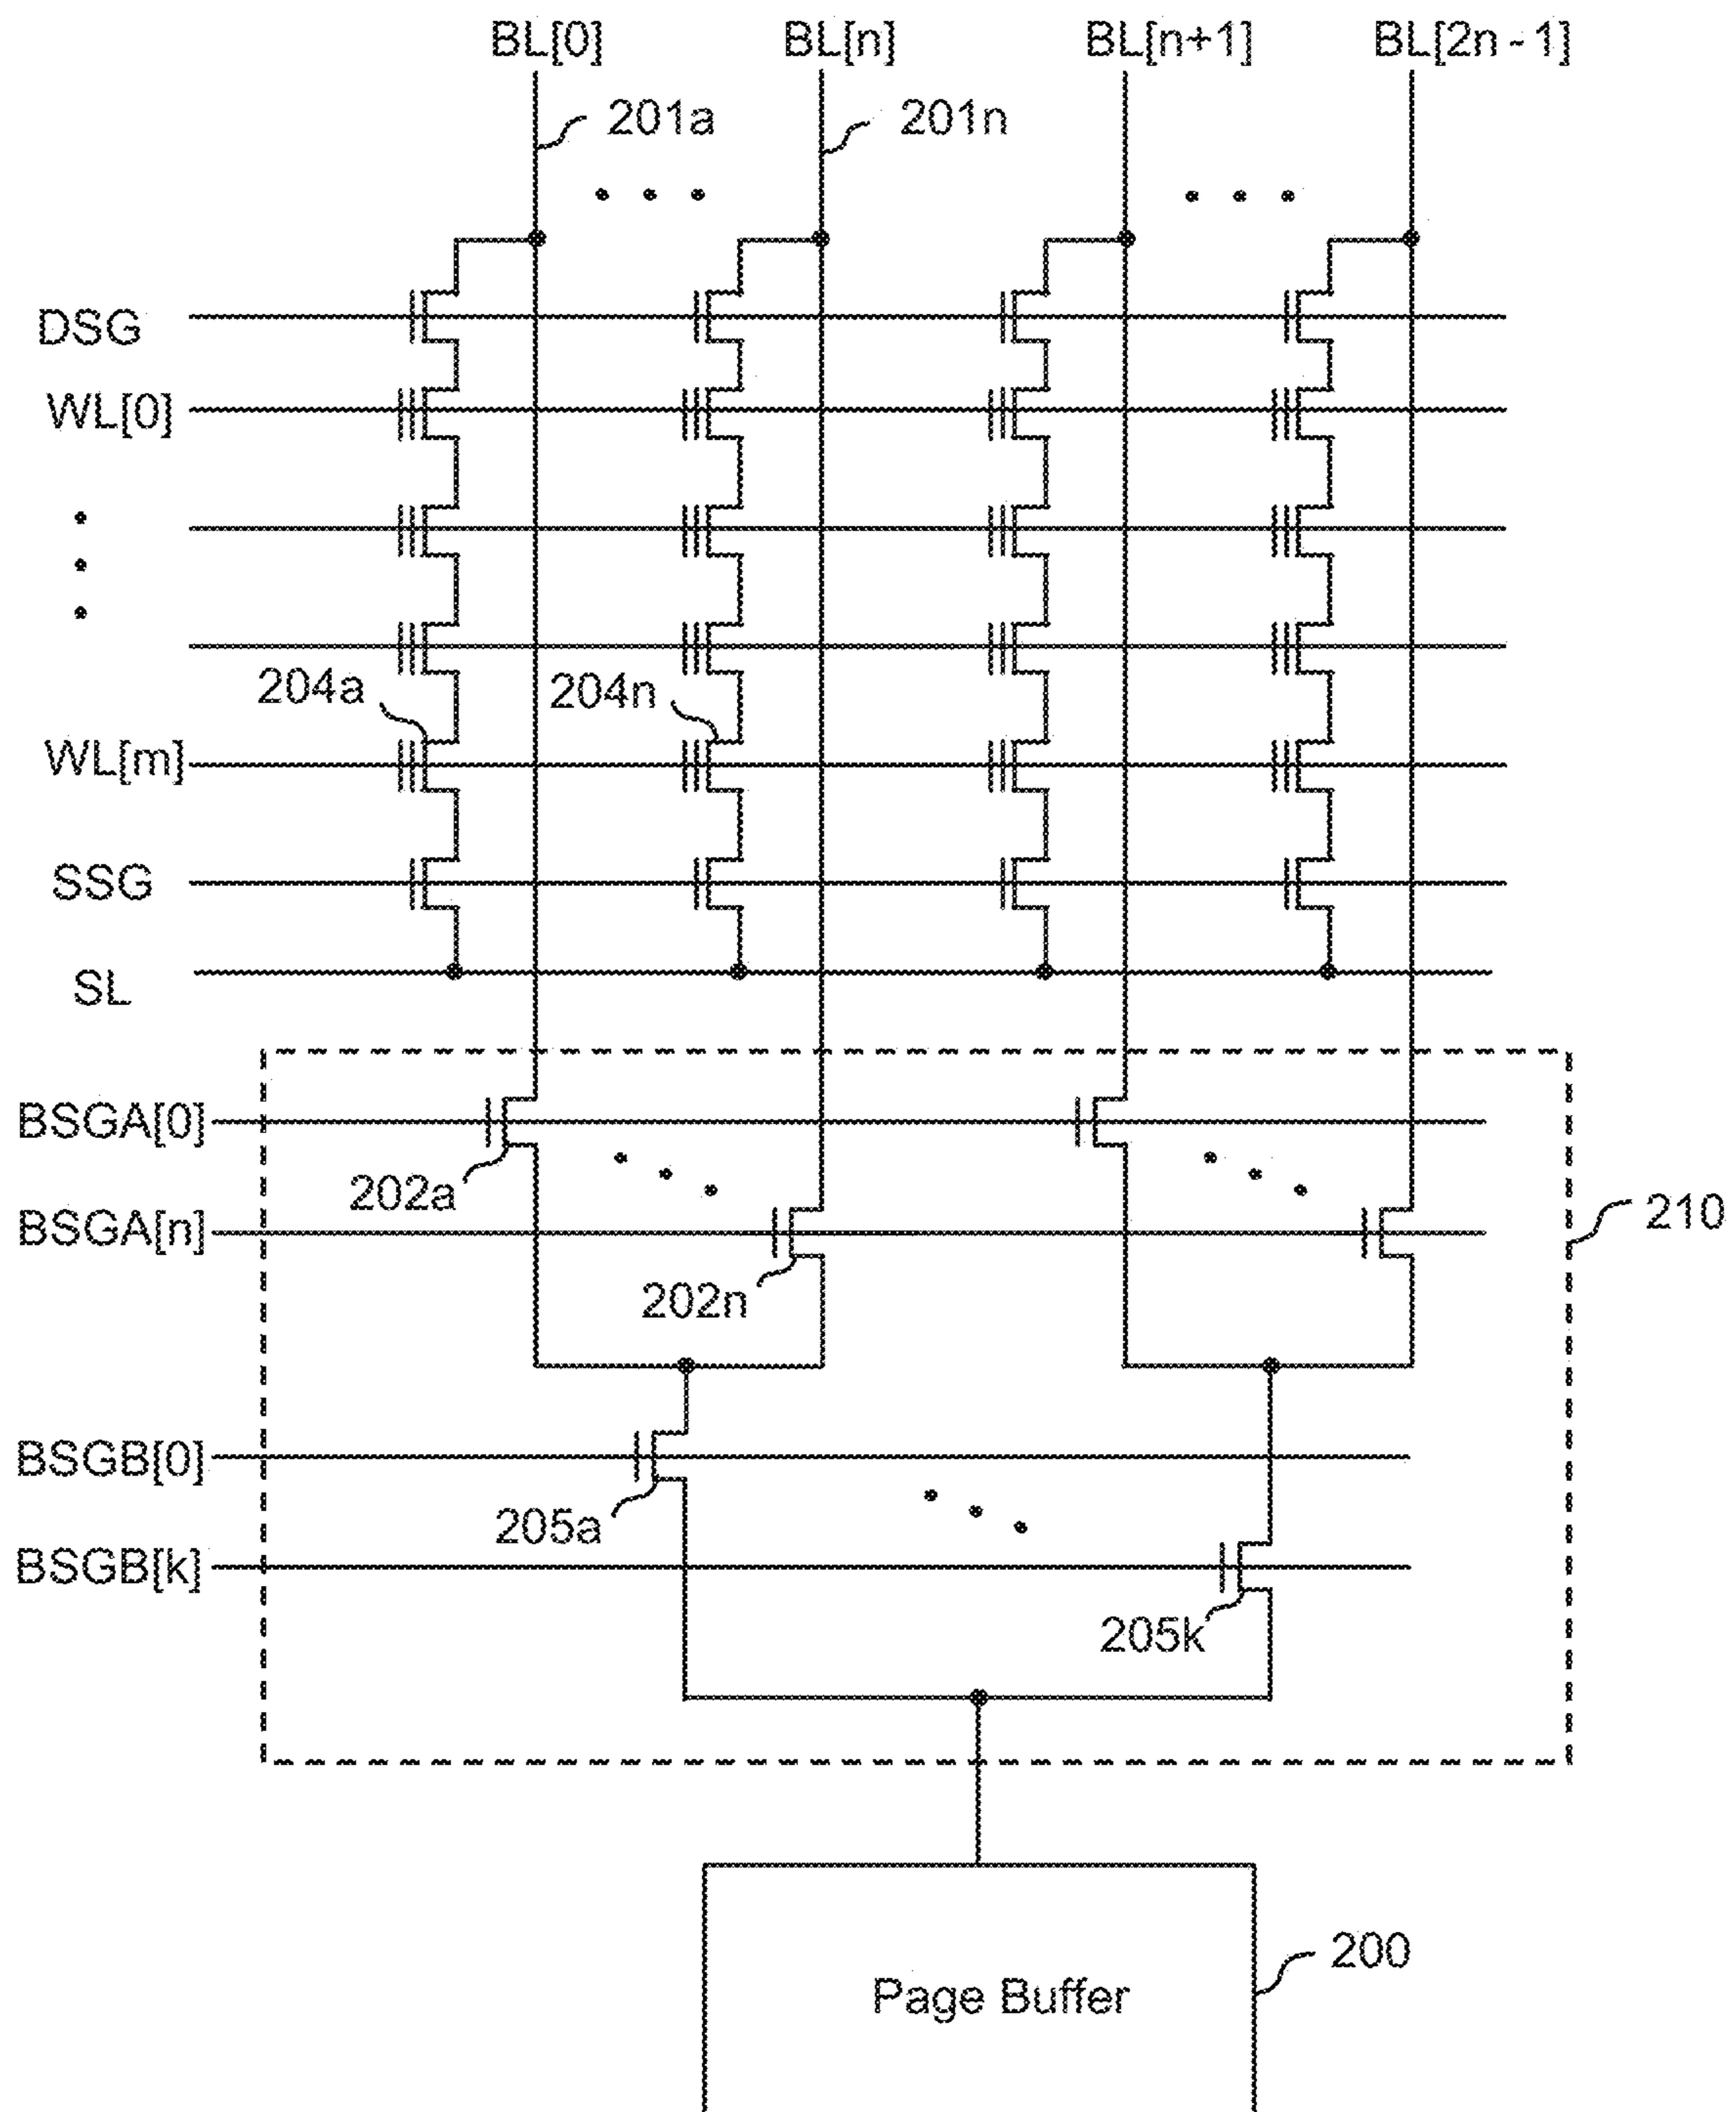 BL[0] BL[n] BL[n+1] BL[2n-1]
201a 201n
DSG
WL[0]
204a 204n
WL[m]
SSG
SL
BSGA[0]
202a
BSGA[n] 210
202n
BSGB[0]
205a
BSGB[k]
205k
200
Page Buffer